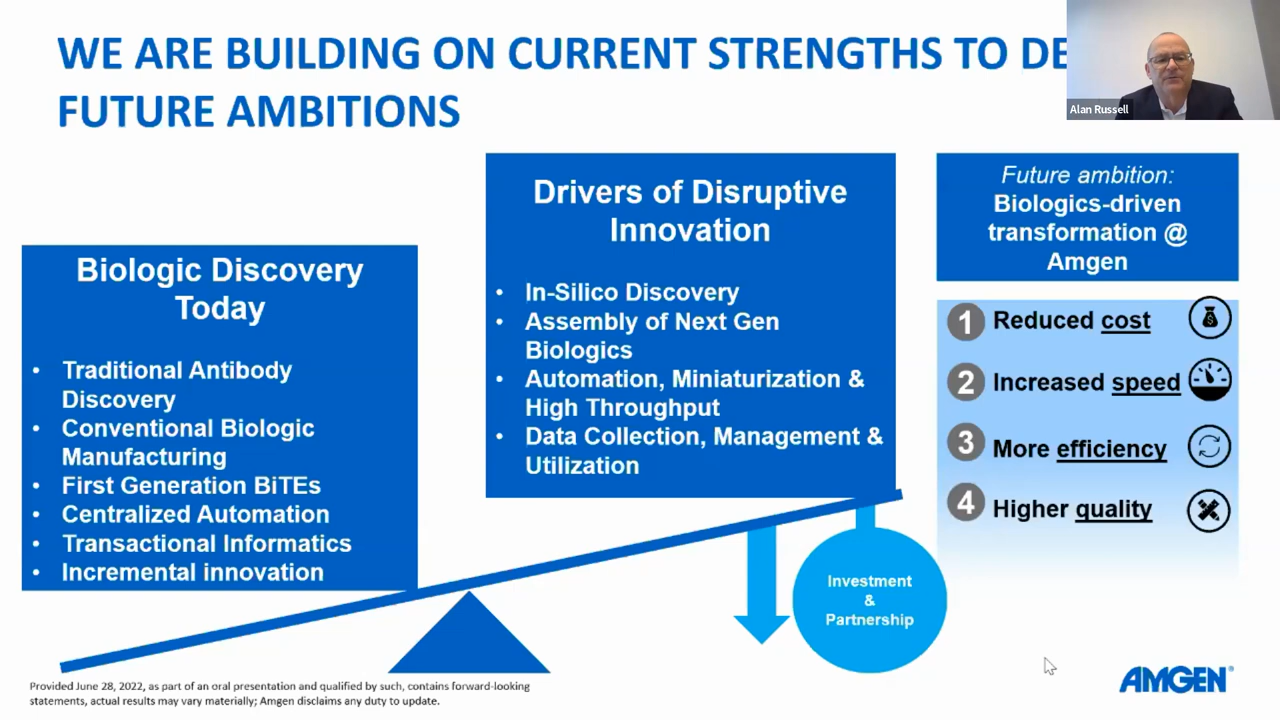 WE ARE BUILDING ON CURRENT STRENGTHS TO DE
FUTURE AMBITIONS
Alan Russell
Biologic Discovery
Today
• Traditional Antibody
Discovery
• Conventional Biologic
Manufacturing
• First Generation BiTEs
• Centralized Automation
• Transactional Informatics
• Incremental innovation
Drivers of Disruptive
Innovation
• In-Silico Discovery
• Assembly of Next Gen
Biologics
• Automation, Miniaturization &
High Throughput
• Data Collection, Management &
Utilization
Investment
&
Partnership
Future ambition:
Biologics-driven
transformation @
Amgen
1 Reduced cost
2 Increased speed
3 More efficiency
4 Higher quality
Provided June 28, 2022, as part of an oral presentation and qualified by such, contains forward-looking
statements, actual results may vary materially; Amgen disclaims any duty to update.
AMGEN®